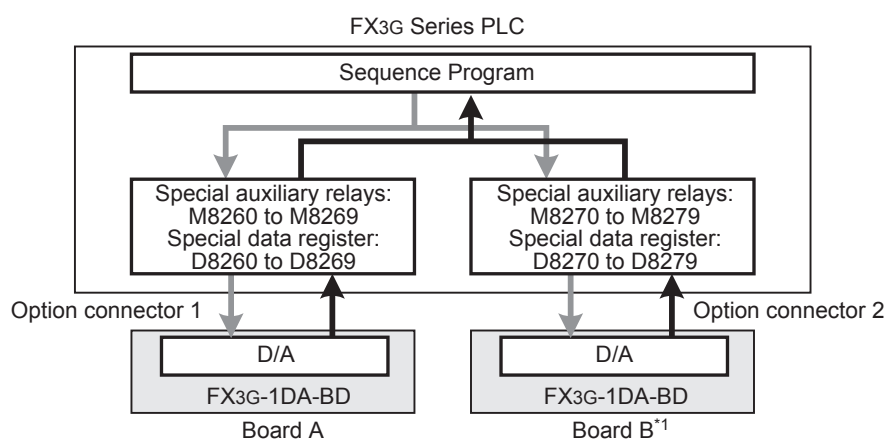 FX3G Series PLC
Sequence Program
Special auxiliary relays:
M8260 to M8269
Special data register:
D8260 to D8269
Special auxiliary relays:
M8270 to M8279
Special data register:
D8270 to D8279
Option connector 1
Option connector 2
D/A
FX3G-1DA-BD
Board A
D/A
FX3G-1DA-BD
Board B*1